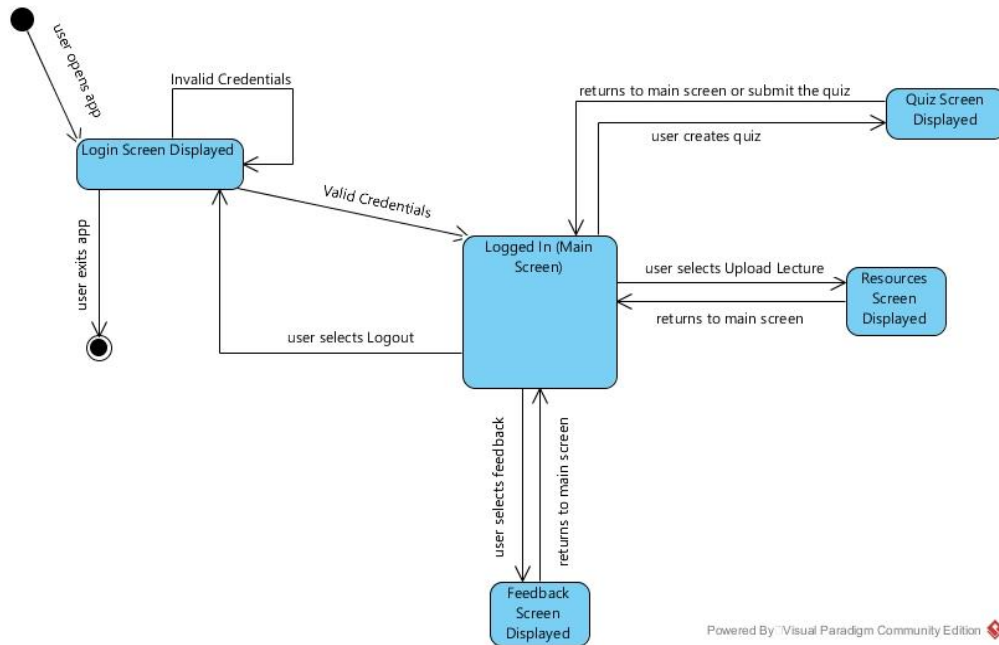 user opens app
Invalid Credentials
Login Screen Displayed
returns to main screen or submit the quiz
Quiz Screen
Displayed
user creates quiz
Valid Credentials
user exits app
Logged In (Main
Screen)
user selects Upload Lecture
Resources
Screen
Displayed
returns to main screen
user selects Logout
user selects feedback
returns to main screen
Feedback
Screen
Displayed
Powered By Visual Paradigm Community Edition